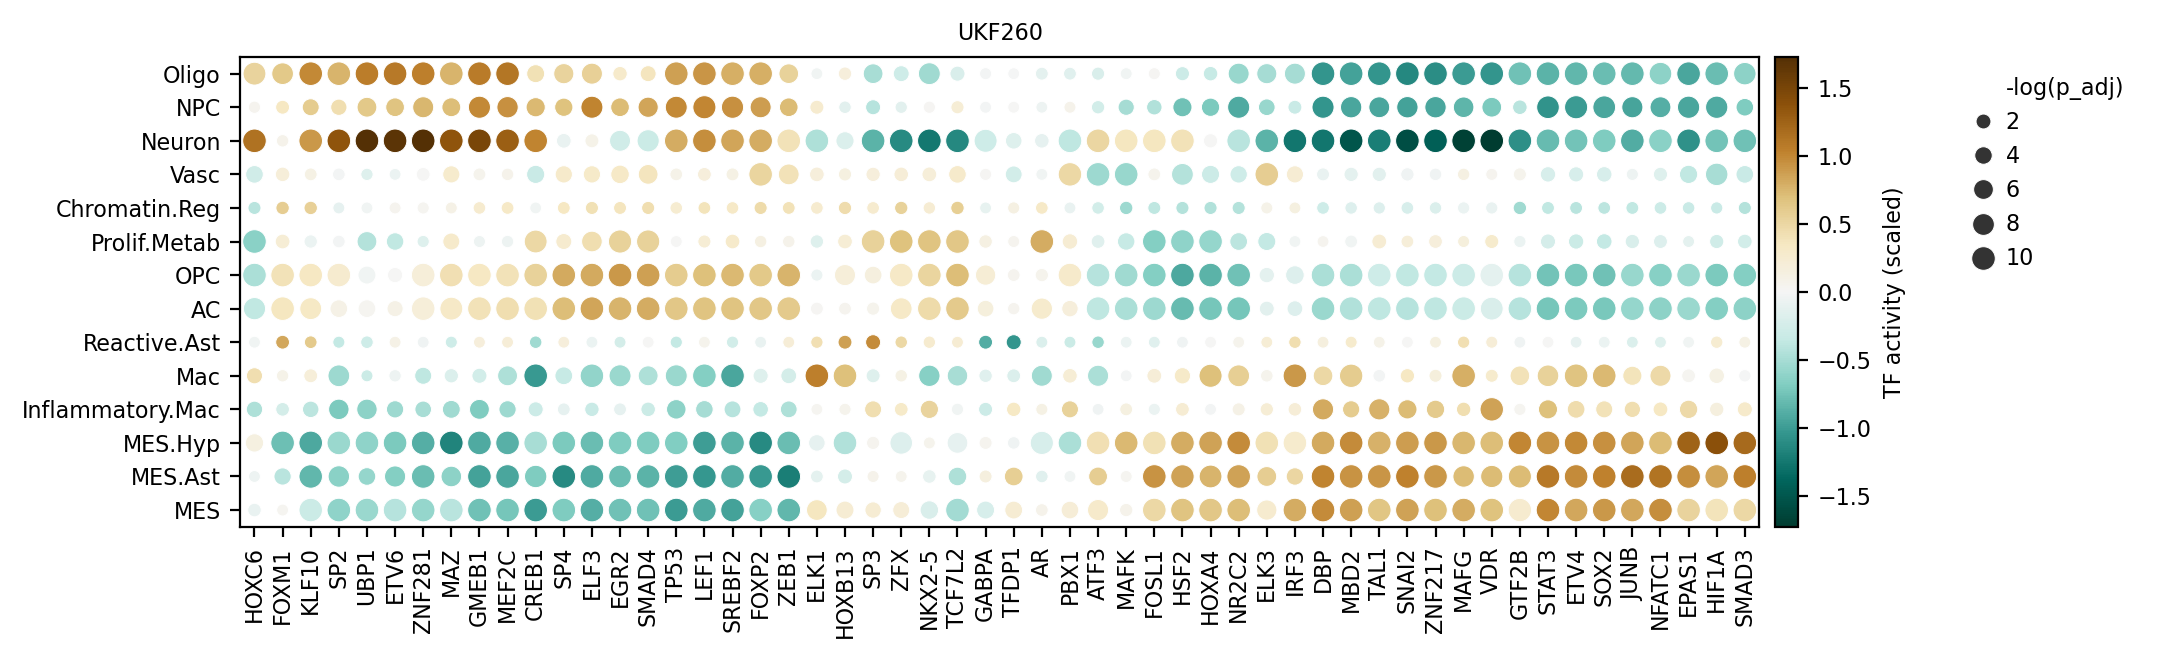 UKF260
Oligo
NPC
Neuron
Vasc
Chromatin.Reg
Prolif.Metab
OPC
AC
Reactive.Ast
Mac
Inflammatory.Mac
MES.Hyp
MES.Ast
MES
HOXC6
FOXM1
KLF10
SP2
UBP1
ETV6
ZNF281
MAZ
GMEB1
MEF2C
CREB1
SP4
ELF3
EGR2
SMAD4
TP53
LEF1
SREBF2
FOXP2
ZEB1
ELK1
HOXB13
SP3
ZFX
NKX2-5
TCF7L2
GABPA
TFDP1
AR
PBX1
ATF3
MAFK
FOSL1
HSF2
HOXA4
NR2C2
ELK3
IRF3
DBP
MBD2
TAL1
SNAI2
ZNF217
MAFG
VDR
GTF2B
STAT3
ETV4
SOX2
JUNB
NFATC1
EPAS1
HIF1A
SMAD3
1.5
1.0
0.5
0.0
−0.5
−1.0
−1.5
TF activity (scaled)
-log(p_adj)
2
4
6
8
10